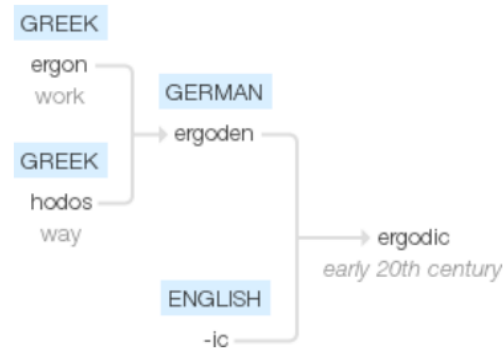 GREEK
ergon
work
GREEK
hodos
way
GERMAN
ergoden
ENGLISH
-ic
ergodic
early 20th century